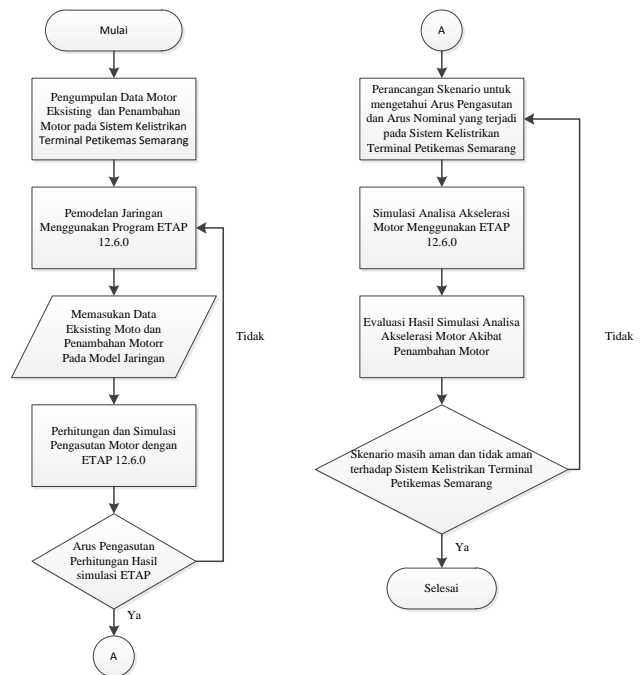 Mulai
Pengumpulan Data Motor
Eksisting dan Penambahan
Motor pada Sistem Kelistrikan
Terminal Petikemas Semarang
Pemodelan Jaringan
Menggunakan Program ETAP
12.6.0
Memasukan Data
Eksisting Moto dan
Penambahan Motorr
Pada Model Jaringan
Tidak
Perhitungan dan Simulasi
Pengasutan Motor dengan
ETAP 12.6.0
Arus Pengasutan
Perhitungan Hasil
simulasi ETAP
Ya
A
A
Perancangan Skenario untuk
mengetahui Arus Pengasutan
dan Arus Nominal yang terjadi
pada Sistem Kelistrikan
Terminal Petikemas Semarang
Simulasi Analisa Akselerasi
Motor Menggunakan ETAP
12.6.0
Evaluasi Hasil Simulasi Analisa
Akselerasi Motor Akibat
Penambahan Motor
Tidak
Skenario masih aman dan tidak aman
terhadap Sistem Kelistrikan Terminal
Petikemas Semarang
Ya
Selesai